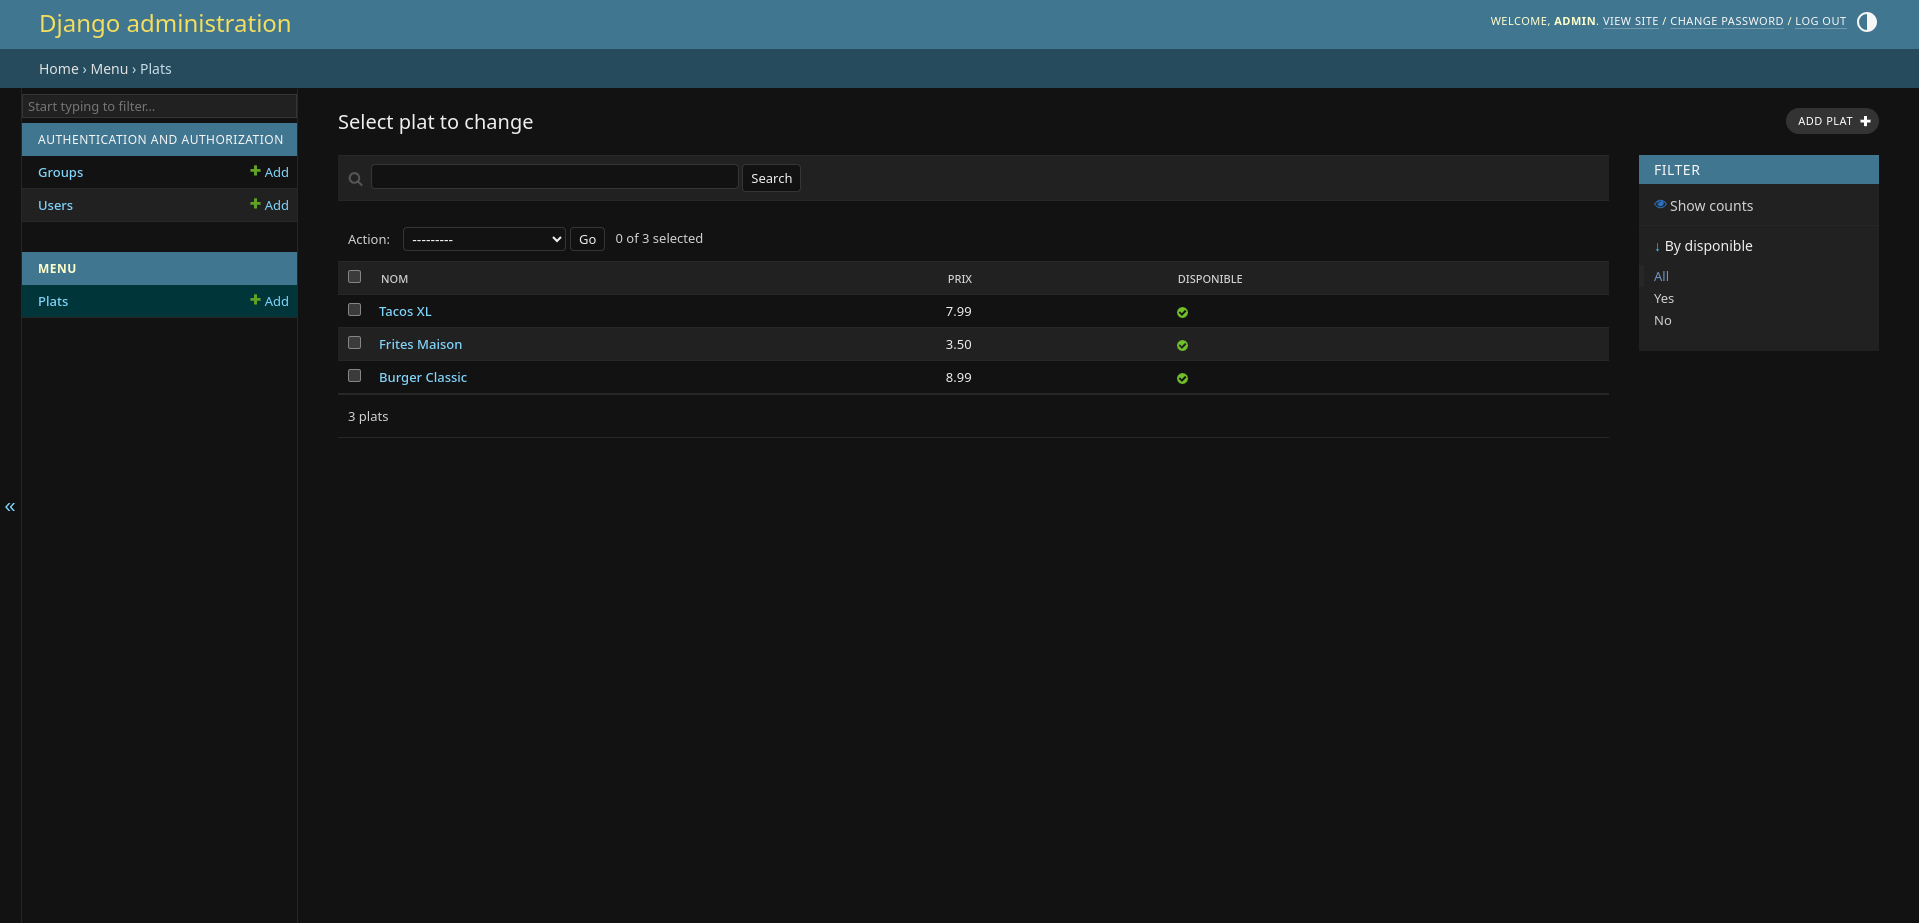 Django administration
WELCOME, ADMIN. VIEW SITE / CHANGE PASSWORD / LOG OUT
Home › Menu › Plats
Start typing to filter...
AUTHENTICATION AND AUTHORIZATION
Groups + Add
Users + Add
MENU
Plats + Add
«
Select plat to change
ADD PLAT +
Search
Action: --------- Go 0 of 3 selected
NOM PRIX DISPONIBLE
Tacos XL 7.99
Frites Maison 3.50
Burger Classic 8.99
3 plats
FILTER
Show counts
↓ By disponible
All
Yes
No